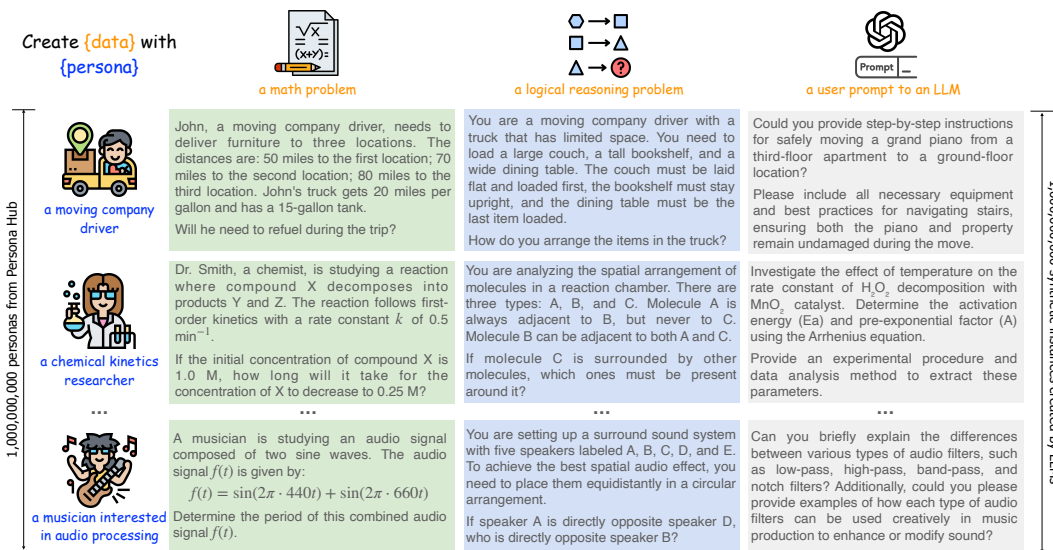 Create {data} with
{persona}
√x
(x+y)=
?
Prompt
a math problem
a logical reasoning problem
a user prompt to an LLM
1,000,000,000 personas from Persona Hub
a moving company
driver
John, a moving company driver, needs to
deliver furniture to three locations. The
distances are: 50 miles to the first location; 70
miles to the second location; 80 miles to the
third location. John's truck gets 20 miles per
gallon and has a 15-gallon tank.
Will he need to refuel during the trip?
You are a moving company driver with a
truck that has limited space. You need to
load a large couch, a tall bookshelf, and a
wide dining table. The couch must be laid
flat and loaded first, the bookshelf must stay
upright, and the dining table must be the
last item loaded.
How do you arrange the items in the truck?
Could you provide step-by-step instructions
for safely moving a grand piano from a
third-floor apartment to a ground-floor
location?
Please include all necessary equipment
and best practices for navigating stairs,
ensuring both the piano and property
remain undamaged during the move.
a chemical kinetics
researcher
Dr. Smith, a chemist, is studying a reaction
where compound X decomposes into
products Y and Z. The reaction follows first-
order kinetics with a rate constant k of 0.5
min⁻¹.
If the initial concentration of compound X is
1.0 M, how long will it take for the
concentration of X to decrease to 0.25 M?
You are analyzing the spatial arrangement of
molecules in a reaction chamber. There are
three types: A, B, and C. Molecule A is
always adjacent to B, but never to C.
Molecule B can be adjacent to both A and C.
If molecule C is surrounded by other
molecules, which ones must be present
around it?
Investigate the effect of temperature on the
rate constant of H₂O₂ decomposition with
MnO₂ catalyst. Determine the activation
energy (Ea) and pre-exponential factor (A)
using the Arrhenius equation.
Provide an experimental procedure and
data analysis method to extract these
parameters.
...
...
...
...
a musician interested
in audio processing
A musician is studying an audio signal
composed of two sine waves. The audio
signal f(t) is given by:
f(t) = sin(2π · 440t) + sin(2π · 660t)
Determine the period of this combined audio
signal f(t).
You are setting up a surround sound system
with five speakers labeled A, B, C, D, and E.
To achieve the best spatial audio effect, you
need to place them equidistantly in a circular
arrangement.
If speaker A is directly opposite speaker D,
who is directly opposite speaker B?
Can you briefly explain the differences
between various types of audio filters, such
as low-pass, high-pass, band-pass, and
notch filters? Additionally, could you please
provide examples of how each type of audio
filters can be used creatively in music
production to enhance or modify sound?